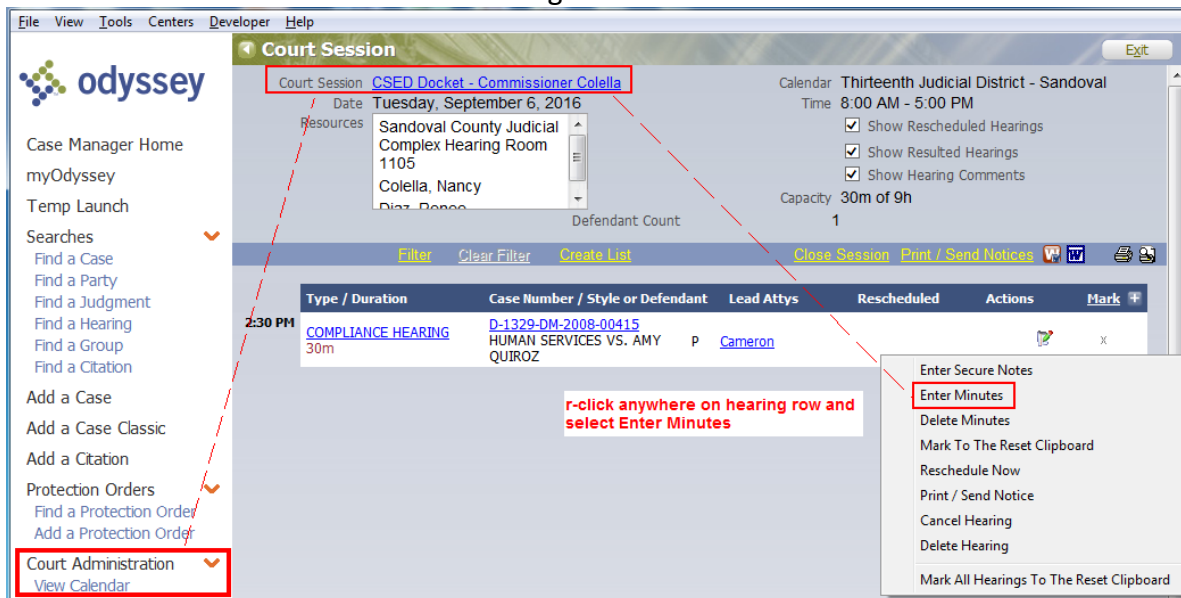 File View Tools Centers Developer Help
Court Session
Exit
odyssey
Case Manager Home
myOdyssey
Temp Launch
Searches
Find a Case
Find a Party
Find a Judgment
Find a Hearing
Find a Group
Find a Citation
Add a Case
Add a Case Classic
Add a Citation
Protection Orders
Find a Protection Order
Add a Protection Order
Court Administration
View Calendar
Court Session CSED Docket - Commissioner Colella
Date Tuesday, September 6, 2016
Resources Sandoval County Judicial
Complex Hearing Room
1105
Colella, Nancy
Diaz, Renee
Calendar Thirteenth Judicial District - Sandoval
Time 8:00 AM - 5:00 PM
Show Rescheduled Hearings
Show Resulted Hearings
Show Hearing Comments
Capacity 30m of 9h
Defendant Count 1
Filter Clear Filter Create List Close Session Print / Send Notices
Type / Duration Case Number / Style or Defendant Lead Attys Rescheduled Actions Mark
2:30 PM COMPLIANCE HEARING
30m
D-1329-DM-2008-00415
HUMAN SERVICES VS. AMY
QUIROZ
P Cameron x
r-click anywhere on hearing row and
select Enter Minutes
Enter Secure Notes
Enter Minutes
Delete Minutes
Mark To The Reset Clipboard
Reschedule Now
Print / Send Notice
Cancel Hearing
Delete Hearing
Mark All Hearings To The Reset Clipboard